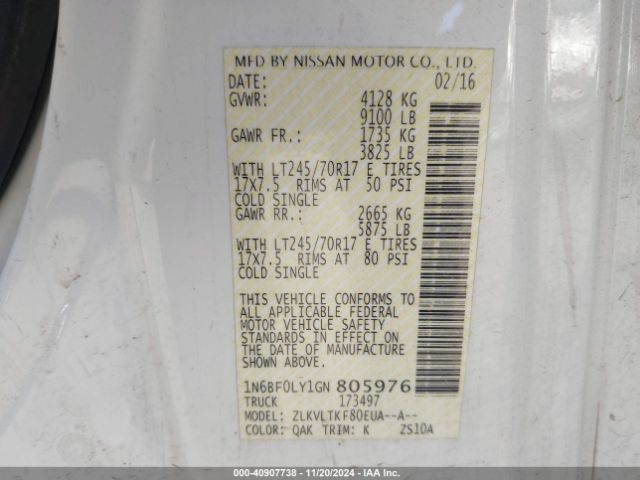 MFD BY NISSAN MOTOR CO., LTD.
DATE: 02/16
GVWR: 4128 KG
9100 LB
GAWR FR.: 1735 KG
3825 LB
WITH LT245/70R17 E TIRES
17X7.5 RIMS AT 50 PSI
COLD SINGLE
GAWR RR.: 2665 KG
5875 LB
WITH LT245/70R17 E TIRES
17X7.5 RIMS AT 80 PSI
COLD SINGLE
THIS VEHICLE CONFORMS TO
ALL APPLICABLE FEDERAL
MOTOR VEHICLE SAFETY
STANDARDS IN EFFECT ON
THE DATE OF MANUFACTURE
SHOWN ABOVE.
1N6BF0LY1GN 805976
TRUCK 173497
MODEL: ZLKVLTKF80EUA--A--
COLOR: QAK TRIM: K ZS10A
000-40907738 - 11/20/2024 - IAAI.com